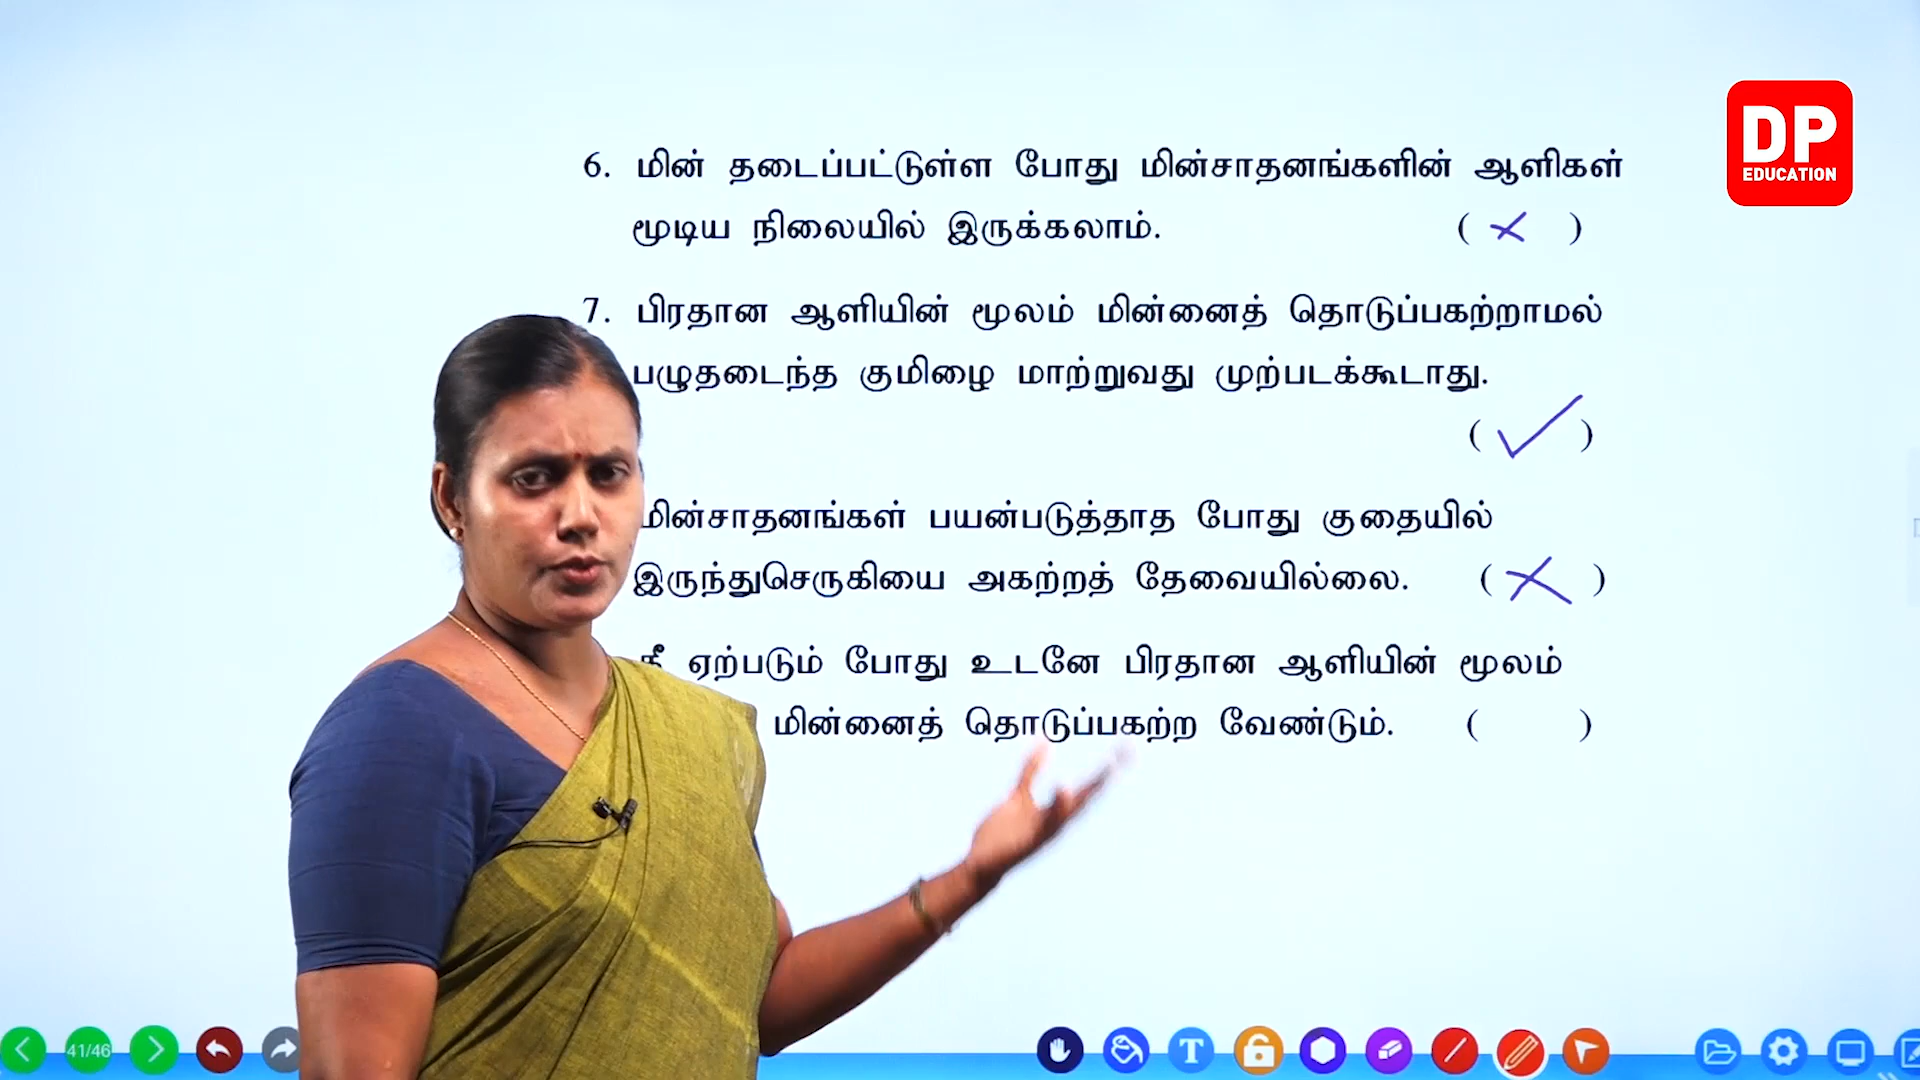 DP
EDUCATION
6. மின் தடைப்பட்டுள்ள போது மின்சாதனங்களின் ஆளிகள்
மூடிய நிலையில் இருக்கலாம். ( ✗ )
7. பிரதான ஆளியின் மூலம் மின்னைத் தொடுப்பகற்றாமல்
பழுதடைந்த குமிழை மாற்றுவது முற்படக்கூடாது.
( ✓ )
மின்சாதனங்கள் பயன்படுத்தாத போது குதையில்
இருந்துசெருகியை அகற்றத் தேவையில்லை. ( ✗ )
தீ ஏற்படும் போது உடனே பிரதான ஆளியின் மூலம்
மின்னைத் தொடுப்பகற்ற வேண்டும். ( )
41/46
T